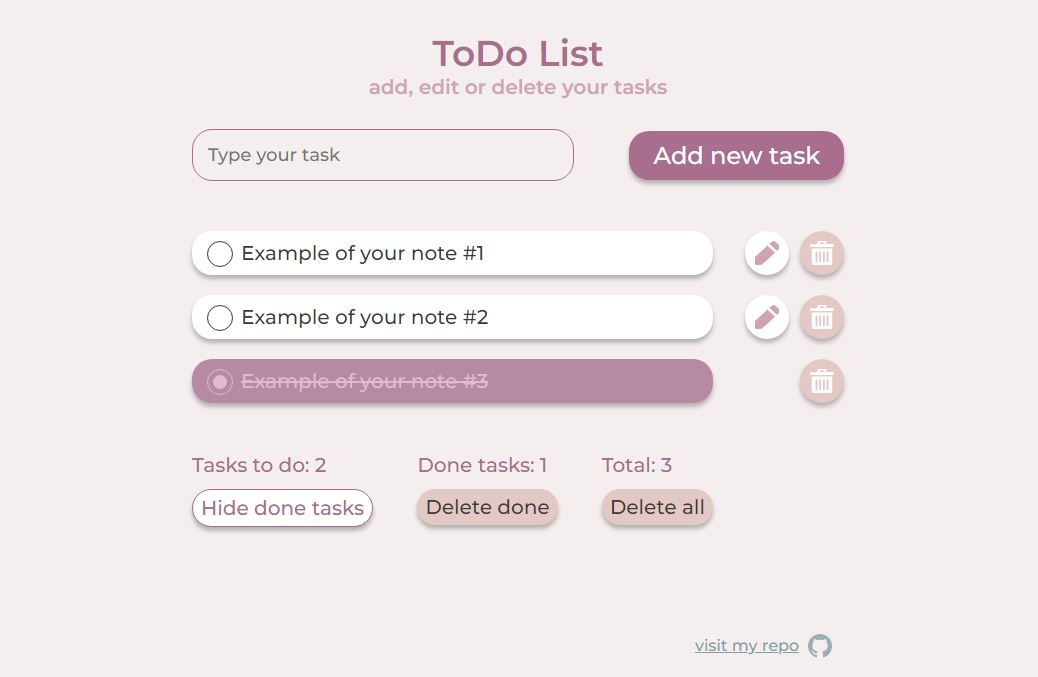 ToDo List
add, edit or delete your tasks
Type your task
Add new task
Example of your note #1
Example of your note #2
Example of your note #3
Tasks to do: 2
Done tasks: 1
Total: 3
Hide done tasks
Delete done
Delete all
visit my repo